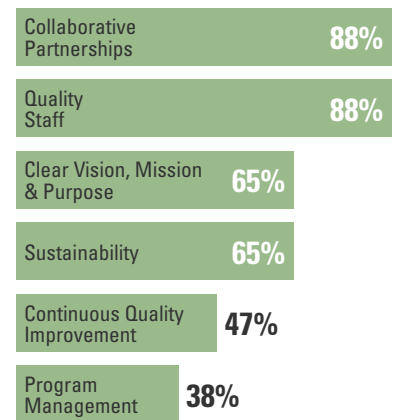 Collaborative
Partnerships
88%
Quality
Staff
88%
Clear Vision, Mission
& Purpose
65%
Sustainability
65%
Continuous Quality
Improvement
47%
Program
Management
38%